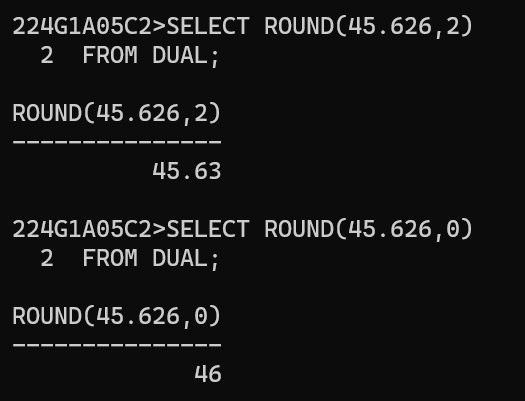 224G1A05C2>SELECT ROUND(45.626,2)
  2  FROM DUAL;

ROUND(45.626,2)
---------------
          45.63

224G1A05C2>SELECT ROUND(45.626,0)
  2  FROM DUAL;

ROUND(45.626,0)
---------------
             46